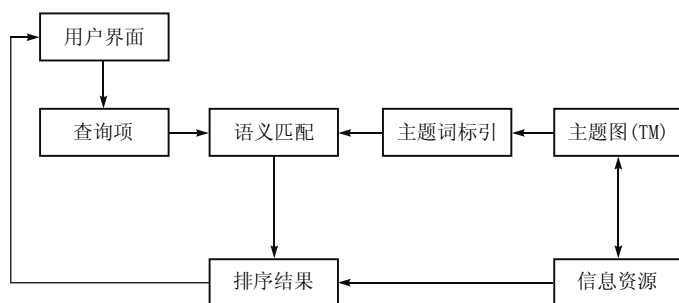 用户界面
查询项
语义匹配
主题词标引
主题图(TM)
排序结果
信息资源